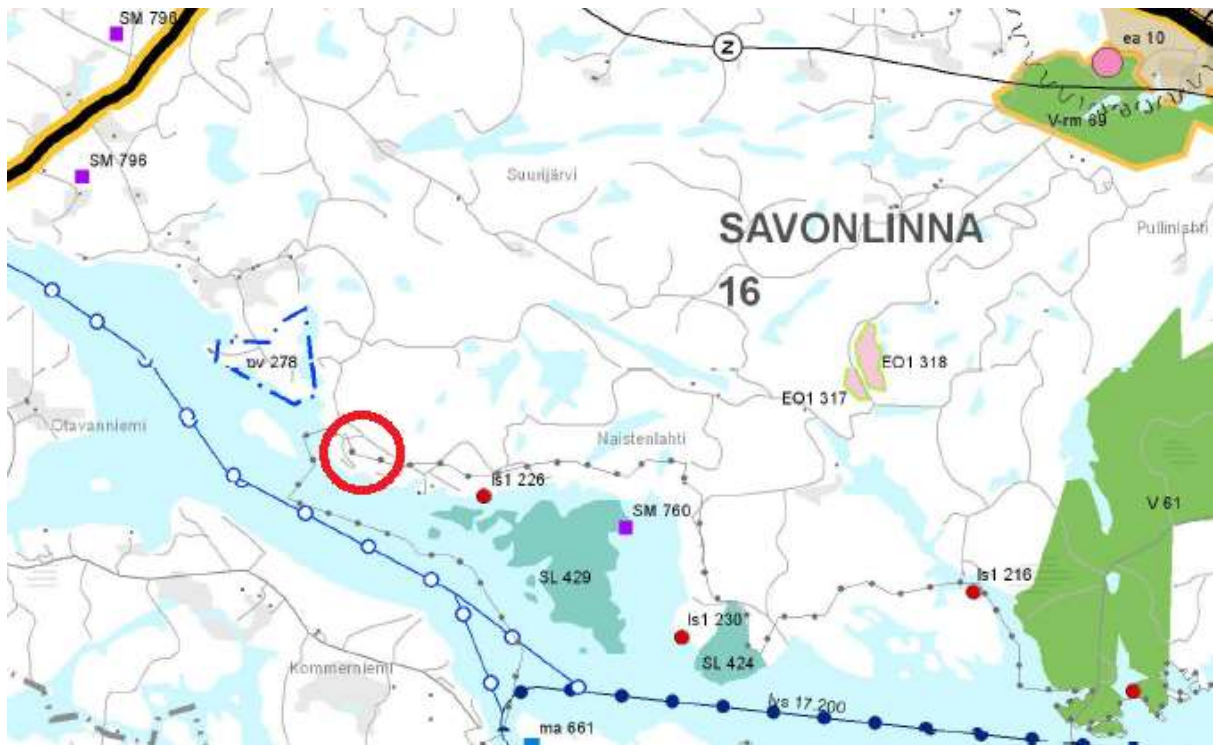 SM 796
Z
ea 10
V-rm 69
SM 796
Suurijärvi
SAVONLINNA
16
Pullinlahti
pv 278
EO1 318
EO1 317
Otavanniemi
Naistenlahti
ls1 226
SM 760
V 61
SL 429
ls1 216
ls1 230
SL 424
Kommerniemi
lvs 17.200
ma 661